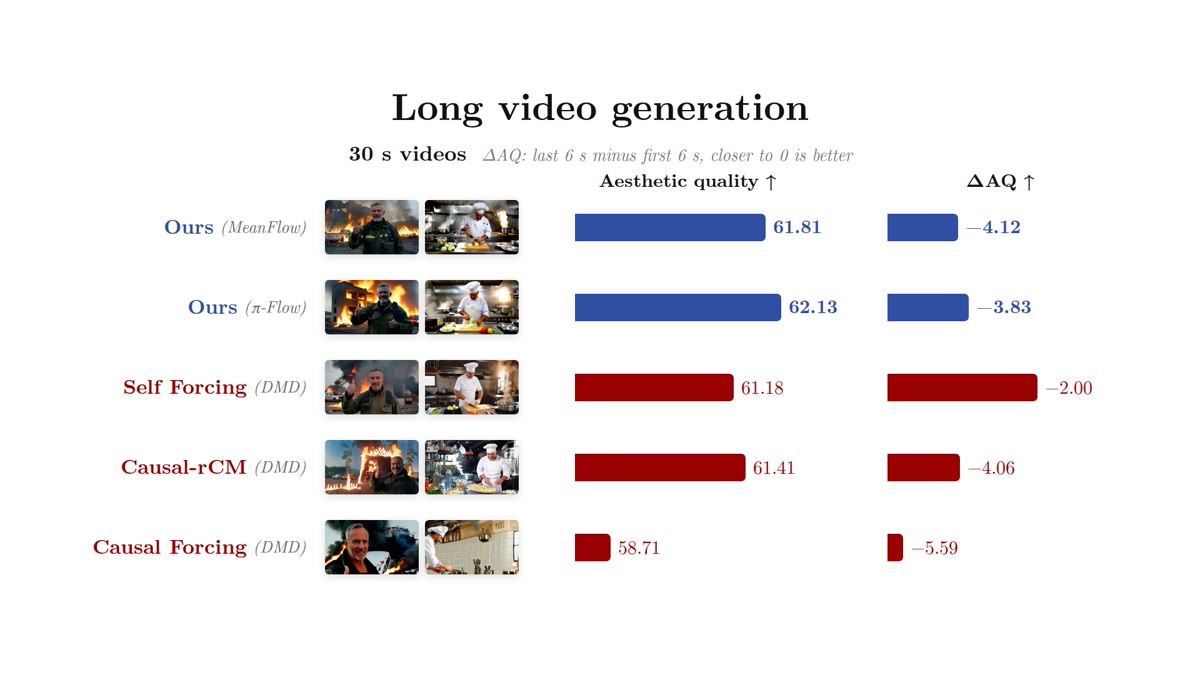 Long video generation
30 s videos ΔAQ: last 6 s minus first 6 s, closer to 0 is better
Aesthetic quality ↑ ΔAQ ↑
Ours (MeanFlow) 61.81 −4.12
Ours (π-Flow) 62.13 −3.83
Self Forcing (DMD) 61.18 −2.00
Causal-rCM (DMD) 61.41 −4.06
Causal Forcing (DMD) 58.71 −5.59